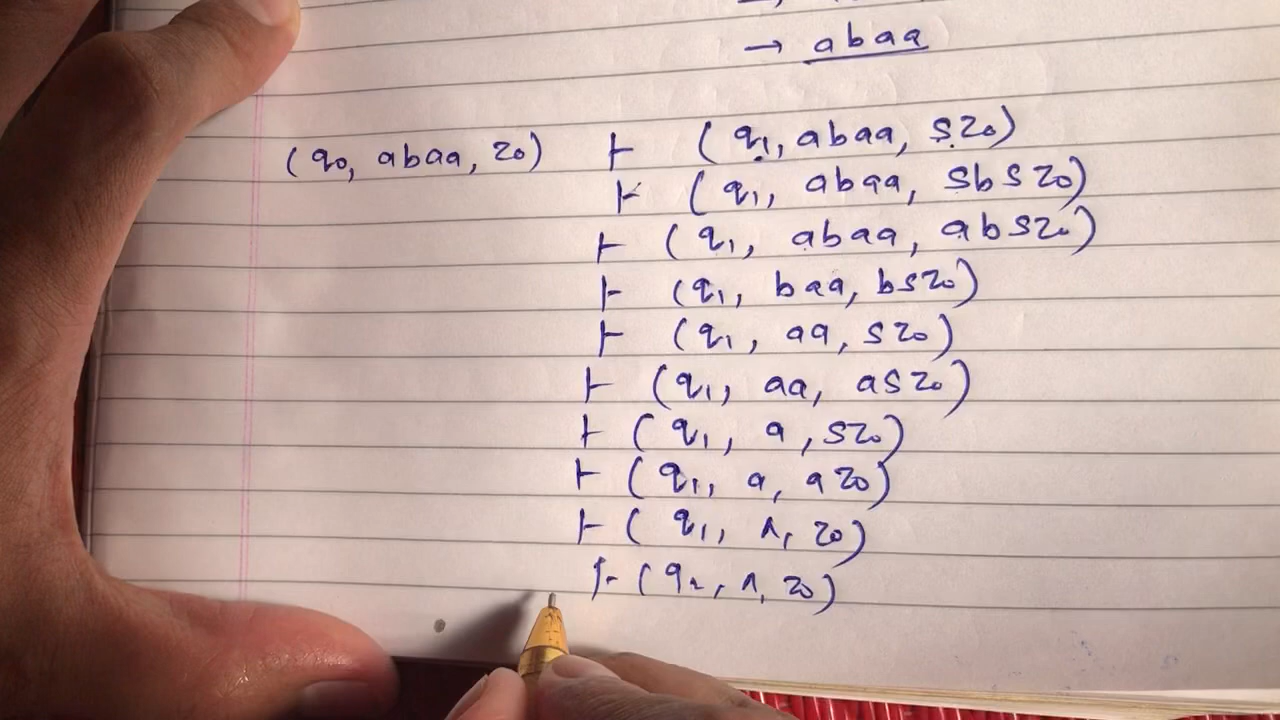 → abaa
(q0, abaa, z0) ⊢ (q1, abaa, Sz0)
⊢ (q1, abaa, SbSz0)
⊢ (q1, abaa, abSz0)
⊢ (q1, baa, bSz0)
⊢ (q1, aa, Sz0)
⊢ (q1, aa, aSz0)
⊢ (q1, a, Sz0)
⊢ (q1, a, az0)
⊢ (q1, λ, z0)
⊢ (q2, λ, z0)